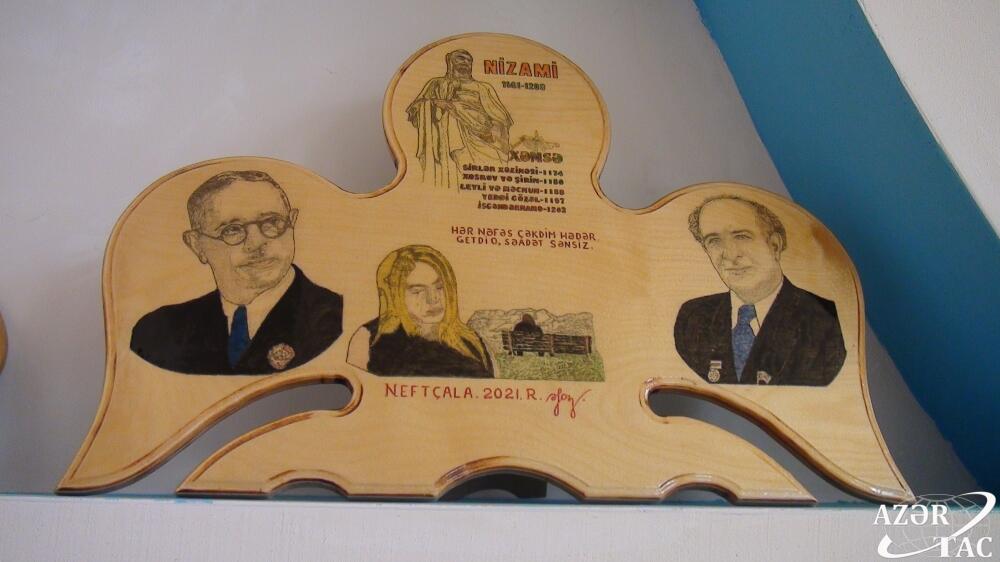 NİZAMİ
1141-1209
XƏMSƏ
SİRLƏR XƏZİNƏSİ-1174
XOSROV VƏ ŞİRİN-1180
LEYLİ VƏ MƏCNUN-1188
YEDDİ GÖZƏL-1197
İSGƏNDƏRNAMƏ-1203
HƏR NƏFƏS ÇƏKDİM HƏDƏR
GETDİ O, SƏADƏT SƏNSİZ.
NEFTÇALA. 2021. R.
AZƏR
TAC